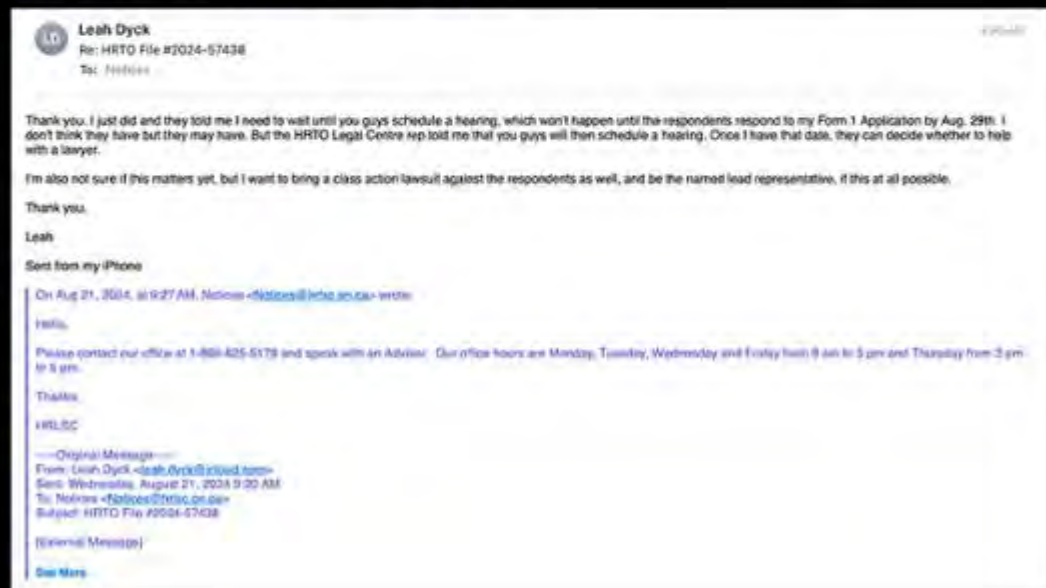 LD
Leah Dyck
Re: HRTO File #2024-57438
To: Notices
Thank you. I just did and they told me I need to wait until you guys schedule a hearing, which won't happen until the respondents respond to my Form 1 Application by Aug. 29th. I
don't think they have but they may have. But the HRTO Legal Centre rep told me that you guys will then schedule a hearing. Once I have that date, they can decide whether to help
with a lawyer.
I'm also not sure if this matters yet, but I want to bring a class action lawsuit against the respondents as well, and be the named lead representative, if this at all possible.
Thank you,
Leah
Sent from my iPhone
On Aug 21, 2024, at 9:27 AM, Notices <Notices@hrlsc.on.ca> wrote:
Hello,
Please contact our office at 1-866-625-5179 and speak with an Advisor. Our office hours are Monday, Tuesday, Wednesday and Friday from 9 am to 5 pm and Thursday from 3 pm
to 5 pm.
Thanks
HRLSC
-----Original Message-----
From: Leah Dyck <leah.dyck@icloud.com>
Sent: Wednesday, August 21, 2024 9:20 AM
To: Notices <Notices@hrlsc.on.ca>
Subject: HRTO File #2024-57438
[External Message]
See More